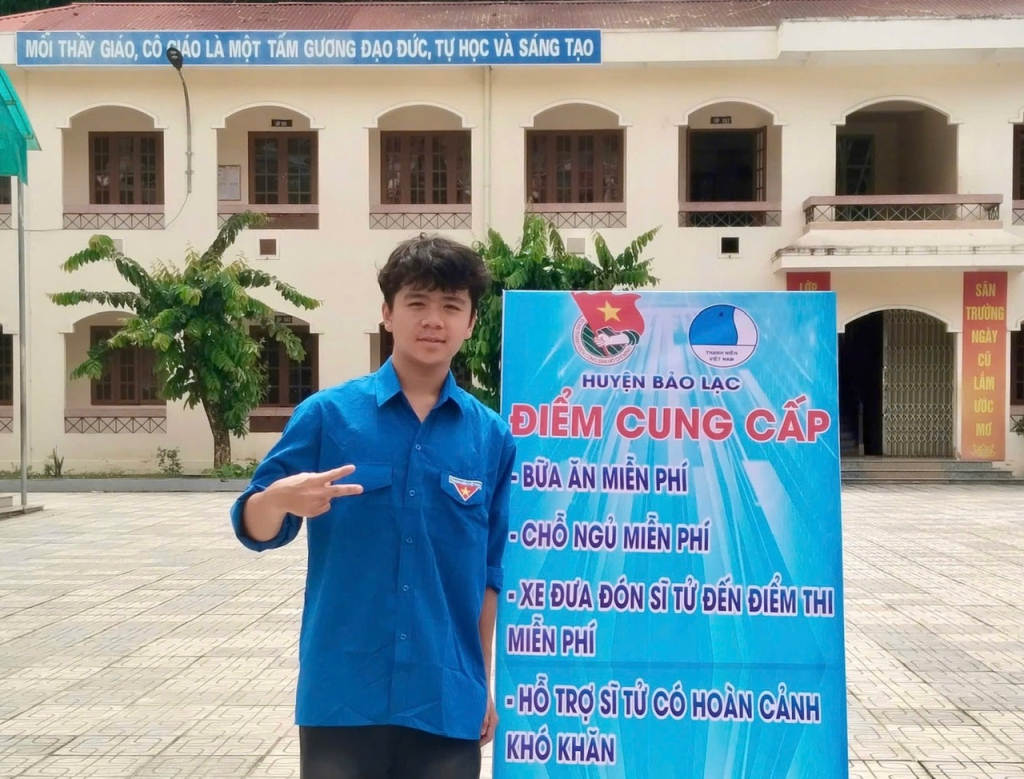 MỖI THẦY GIÁO, CÔ GIÁO LÀ MỘT TẤM GƯƠNG ĐẠO ĐỨC, TỰ HỌC VÀ SÁNG TẠO
LỚP
SÂN
TRƯỜNG
NGÀY
CŨ
LẮM
ƯỚC
MƠ
THANH NIÊN
VIỆT NAM
HUYỆN BẢO LẠC
ĐIỂM CUNG CẤP
- BỮA ĂN MIỄN PHÍ
- CHỖ NGỦ MIỄN PHÍ
- XE ĐƯA ĐÓN SĨ TỬ ĐẾN ĐIỂM THI
MIỄN PHÍ
- HỖ TRỢ SĨ TỬ CÓ HOÀN CẢNH
KHÓ KHĂN